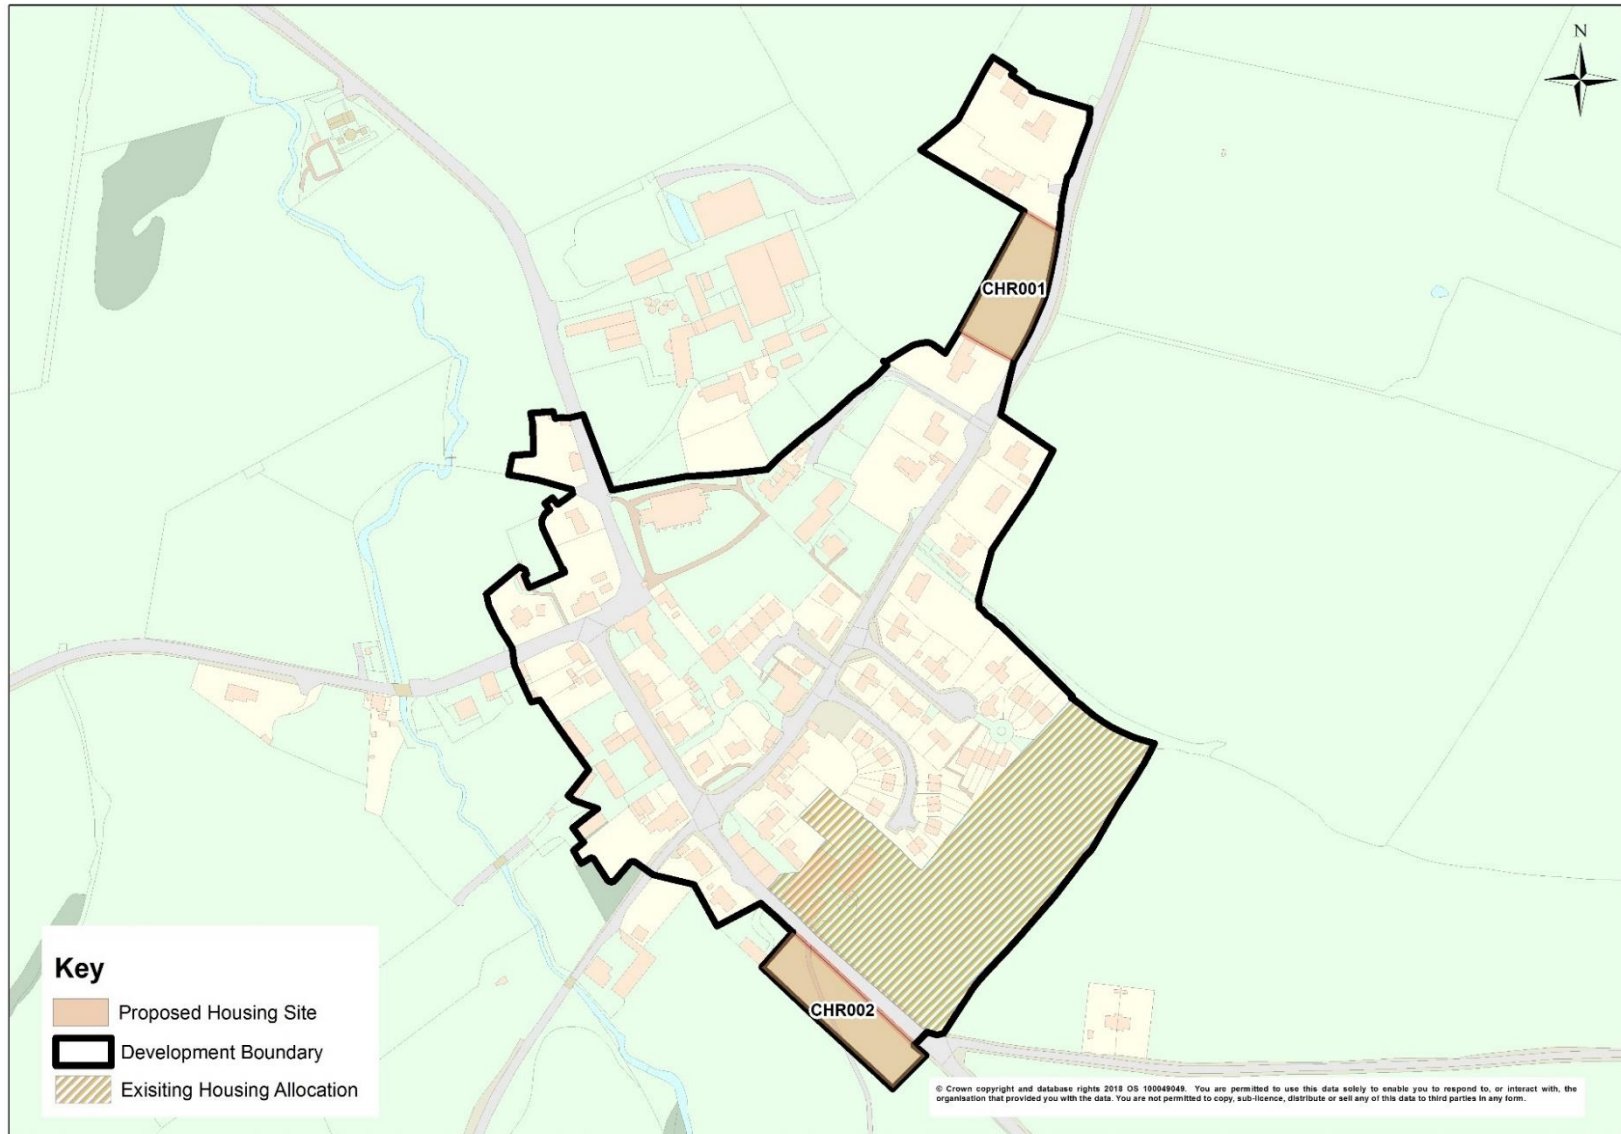 N
CHR001
CHR002
Key
Proposed Housing Site
Development Boundary
Exisiting Housing Allocation
© Crown copyright and database rights 2018 OS 100049049. You are permitted to use this data solely to enable you to respond to, or interact with, the
organisation that provided you with the data. You are not permitted to copy, sub-licence, distribute or sell any of this data to third parties in any form.